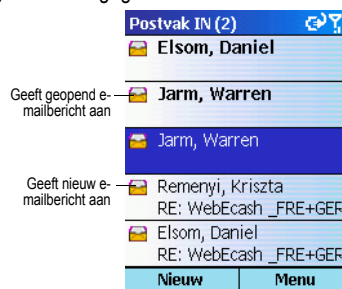 Postvak IN (2)
Elsom, Daniel
Geeft geopend e-
mailbericht aan
Jarm, Warren
Jarm, Warren
Geeft nieuw e-
mailbericht aan
Remenyi, Kriszta
RE: WebEcash _FRE+GER
Elsom, Daniel
RE: WebEcash _FRE+GER
Nieuw Menu